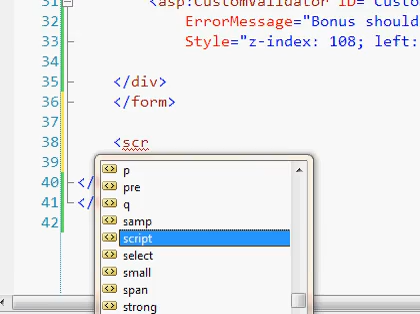 31 <asp:CustomValidator ID="Custo
32 ErrorMessage="Bonus should
33 Style="z-index: 108; left:
34
35 </div>
36 </form>
37
38 <scr
39
40 </
41 </
42
p
pre
q
samp
script
select
small
span
strong